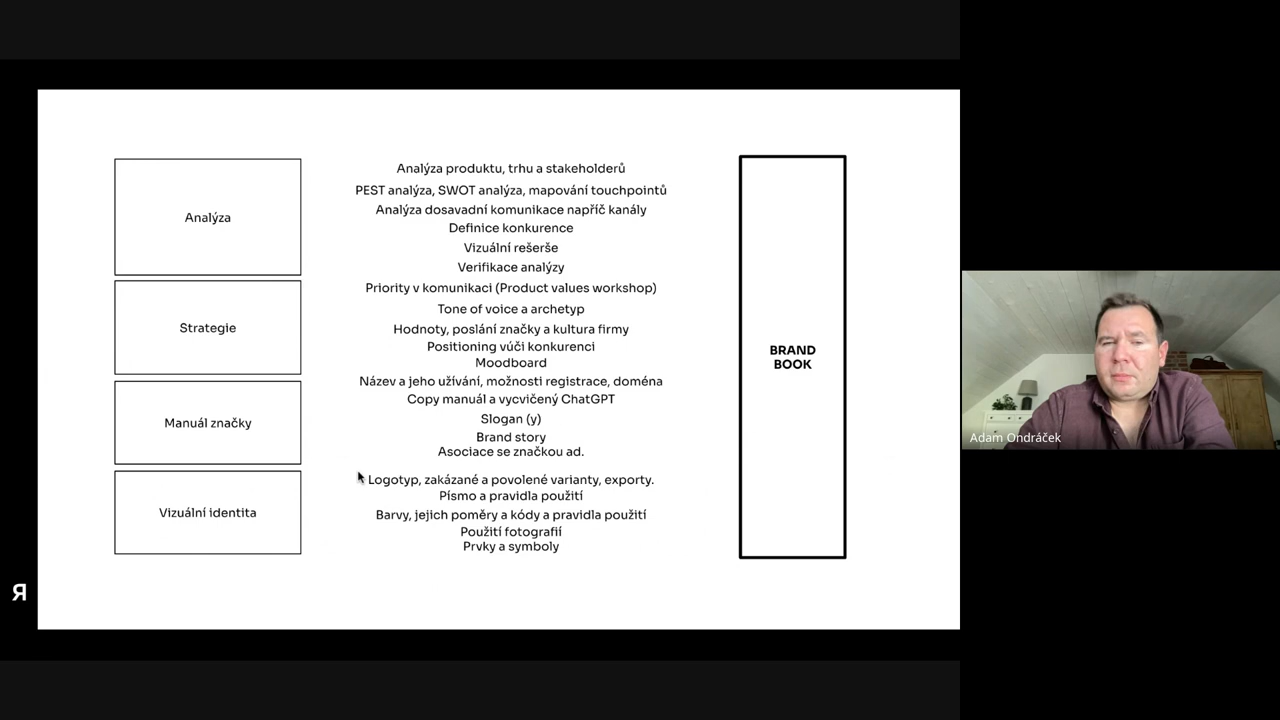 Analýza
Analýza produktu, trhu a stakeholderů
PEST analýza, SWOT analýza, mapování touchpointů
Analýza dosavadní komunikace napříč kanály
Definice konkurence
Vizuální rešerše
Verifikace analýzy
Strategie
Priority v komunikaci (Product values workshop)
Tone of voice a archetyp
Hodnoty, poslání značky a kultura firmy
Positioning vúči konkurenci
Moodboard
Manuál značky
Název a jeho užívání, možnosti registrace, doména
Copy manuál a vycvičený ChatGPT
Slogan (y)
Brand story
Asociace se značkou ad.
Vizuální identita
Logotyp, zakázané a povolené varianty, exporty.
Písmo a pravidla použití
Barvy, jejich poměry a kódy a pravidla použití
Použití fotografií
Prvky a symboly
BRAND
BOOK
Я
Adam Ondráček